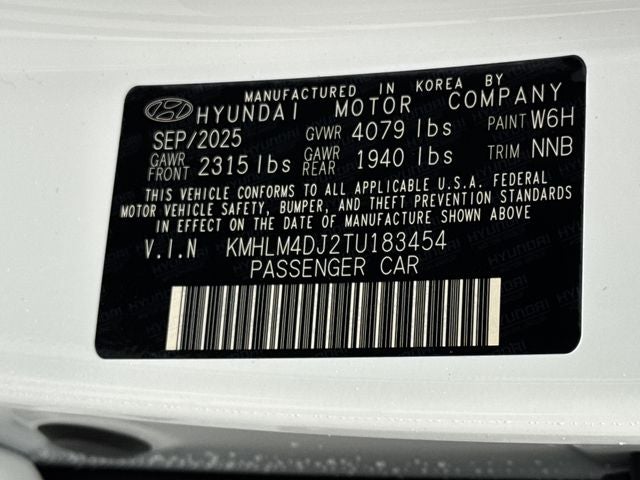 MANUFACTURED IN KOREA BY
HYUNDAI MOTOR COMPANY
SEP/2025 GVWR 4079 lbs PAINT W6H
GAWR FRONT 2315 lbs GAWR REAR 1940 lbs TRIM NNB
THIS VEHICLE CONFORMS TO ALL APPLICABLE U.S.A. FEDERAL
MOTOR VEHICLE SAFETY, BUMPER, AND THEFT PREVENTION STANDARDS
IN EFFECT ON THE DATE OF MANUFACTURE SHOWN ABOVE
V.I.N KMHLM4DJ2TU183454
PASSENGER CAR